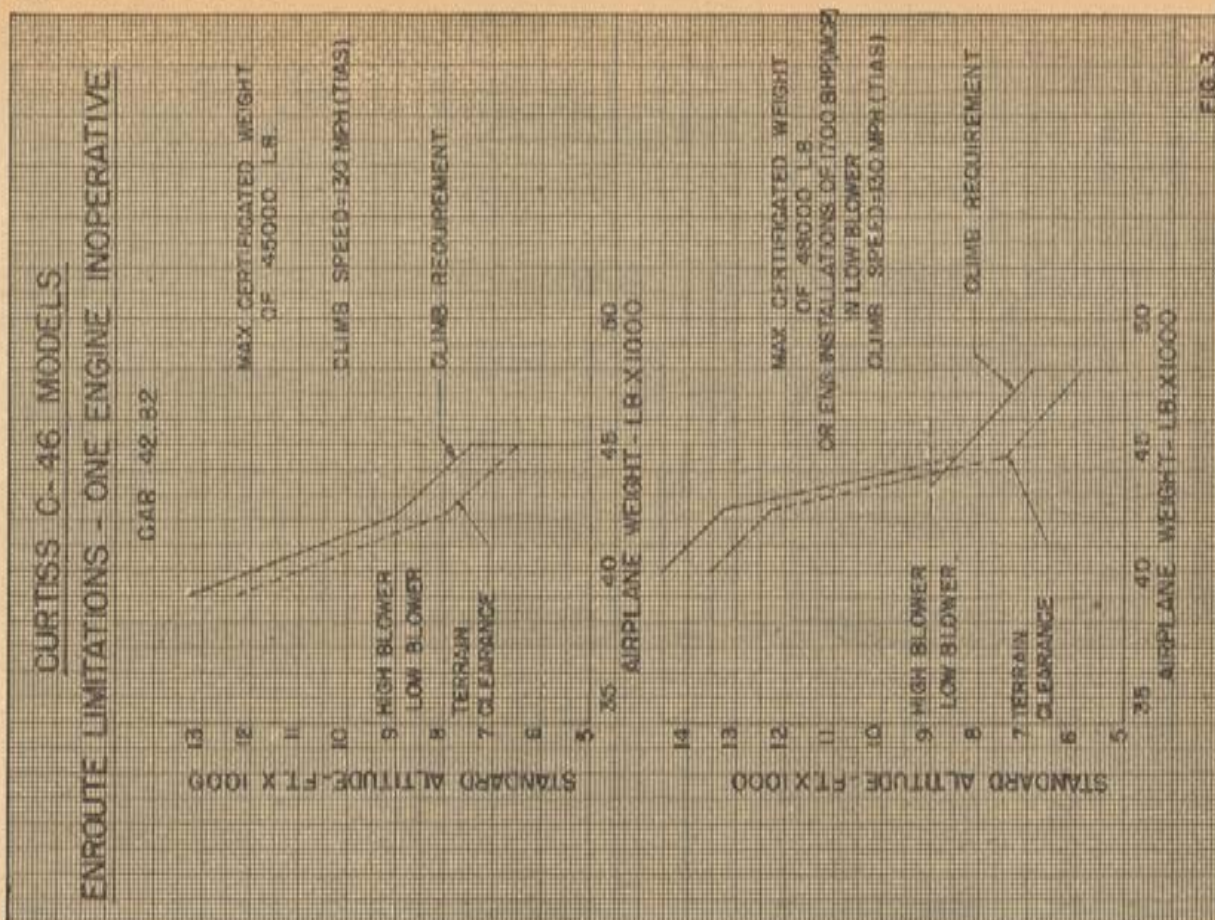 CURTISS C-46 MODELS
ENROUTE LIMITATIONS - ONE ENGINE INOPERATIVE
CAR 42.82
MAX CERTIFICATED WEIGHT
OF 45000 LB
CLIMB SPEED=130 MPH (TIAS)
CLIMB REQUIREMENT
HIGH BLOWER
LOW BLOWER
TERRAIN
CLEARANCE
STANDARD ALTITUDE-FT. X 1000
13
12
11
10
9
8
7
6
5
35
40
45
50
AIRPLANE WEIGHT - LB. X 1000
MAX CERTIFICATED WEIGHT
OF 48000 LB
OR ENG. INSTALLATIONS OF 1700 BHP(MCP)
IN LOW BLOWER
CLIMB SPEED=130 MPH (TIAS)
CLIMB REQUIREMENT
HIGH BLOWER
LOW BLOWER
TERRAIN
CLEARANCE
STANDARD ALTITUDE-FT. X 1000
14
13
12
11
10
9
8
7
6
5
35
40
45
50
AIRPLANE WEIGHT - LB. X 1000
FIG. 3